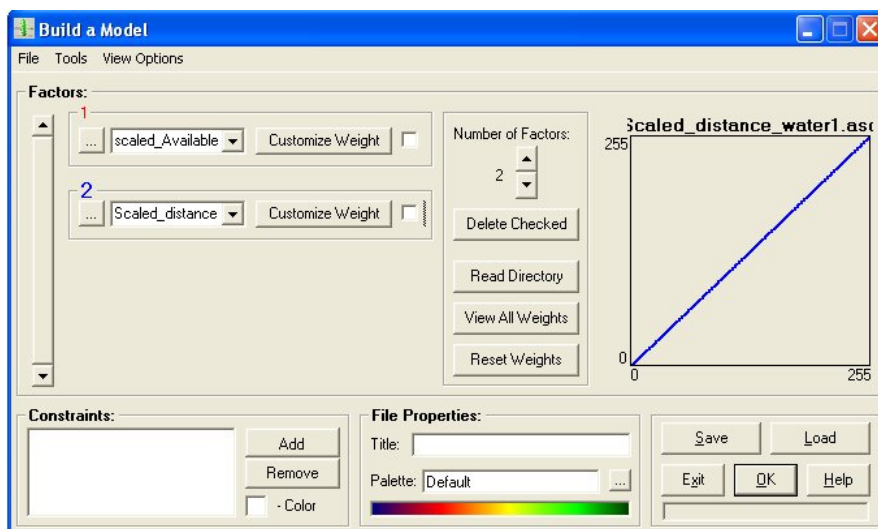 Build a Model
File Tools View Options
Factors:
1
... scaled_Available Customize Weight
2
... Scaled_distance Customize Weight
Number of Factors:
2
Delete Checked
Read Directory
View All Weights
Reset Weights
Scaled_distance_water1.asc
255
0
0 255
Constraints:
Add
Remove
- Color
File Properties:
Title:
Palette: Default ...
Save Load
Exit OK Help